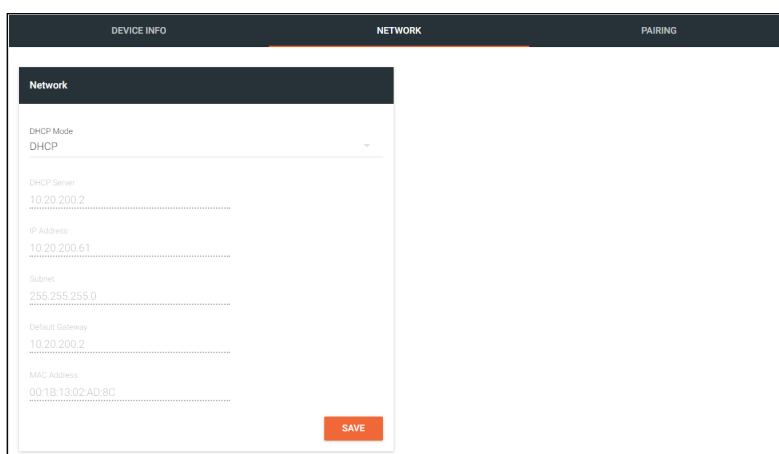 DEVICE INFO NETWORK PAIRING
Network
DHCP Mode
DHCP
DHCP Server
10.20.200.2
IP Address
10.20.200.61
Subnet
255.255.255.0
Default Gateway
10.20.200.2
MAC Address
00:1B:13:02:AD:8C
SAVE